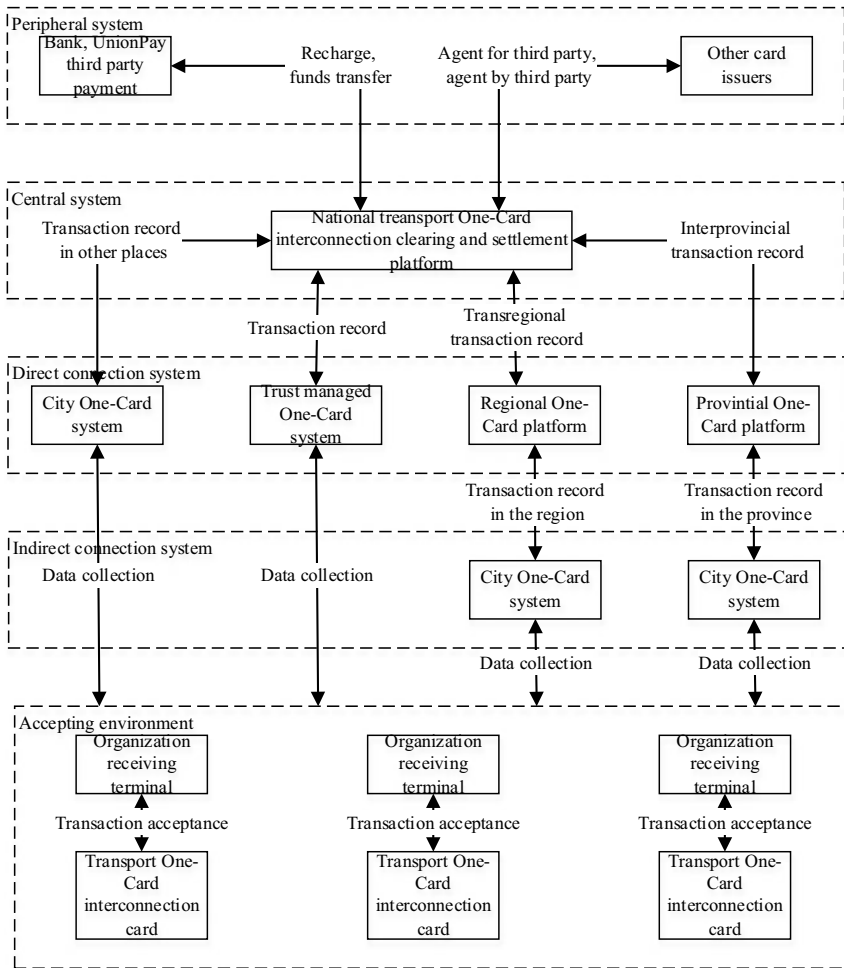 Peripheral system
Bank, UnionPay
third party
payment
Recharge,
funds transfer
Agent for third party,
agent by third party
Other card
issuers
Central system
Transaction record
in other places
National treansport One-Card
interconnection clearing and settlement
platform
Interprovincial
transaction record
Transaction record
Transregional
transaction record
Direct connection system
City One-Card
system
Trust managed
One-Card
system
Regional One-
Card platform
Provintial One-
Card platform
Transaction record
in the region
Transaction record
in the province
Indirect connection system
Data collection
Data collection
City One-Card
system
City One-Card
system
Data collection
Data collection
Accepting environment
Organization
receiving
terminal
Organization
receiving
terminal
Organization
receiving
terminal
Transaction acceptance
Transaction acceptance
Transaction acceptance
Transport One-
Card
interconnection
card
Transport One-
Card
interconnection
card
Transport One-
Card
interconnection
card